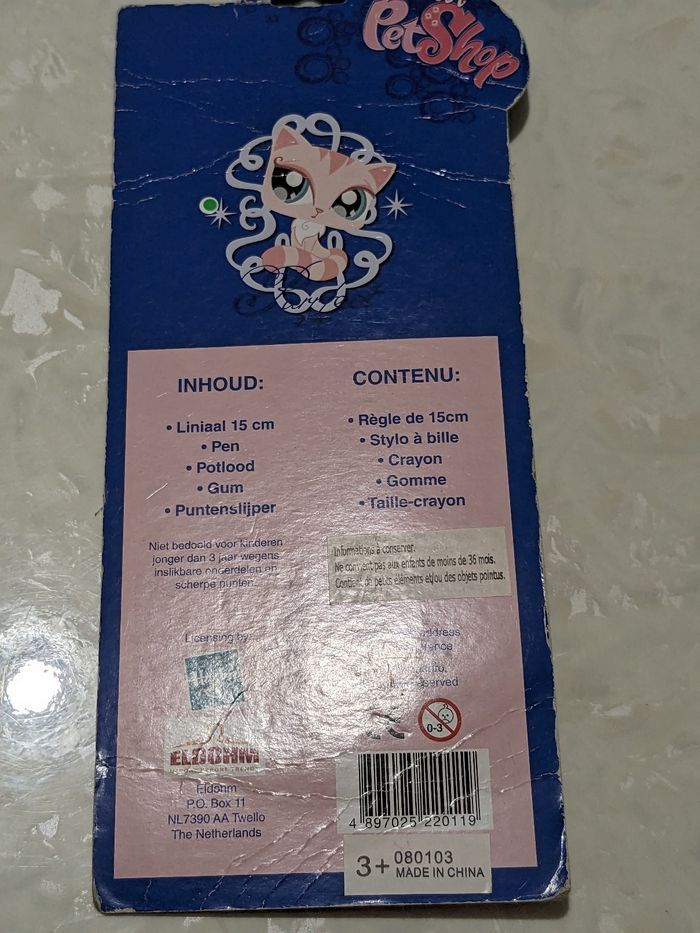 Pet Shop
INHOUD:
• Liniaal 15 cm
• Pen
• Potlood
• Gum
• Puntenslijper
Niet bedoeld voor kinderen
jonger dan 3 jaar wegens
inslikbare onderdelen en
scherpe punten.
CONTENU:
• Règle de 15cm
• Stylo à bille
• Crayon
• Gomme
• Taille-crayon
Informations à conserver.
Ne convient pas aux enfants de moins de 36 mois.
Contient de petits éléments et/ou des objets pointus.
Licensing by
ELDOHM
Eldohm
P.O. Box 11
NL7390 AA Twello
The Netherlands
address
0-3
4 897025 220119
3+ 080103
MADE IN CHINA